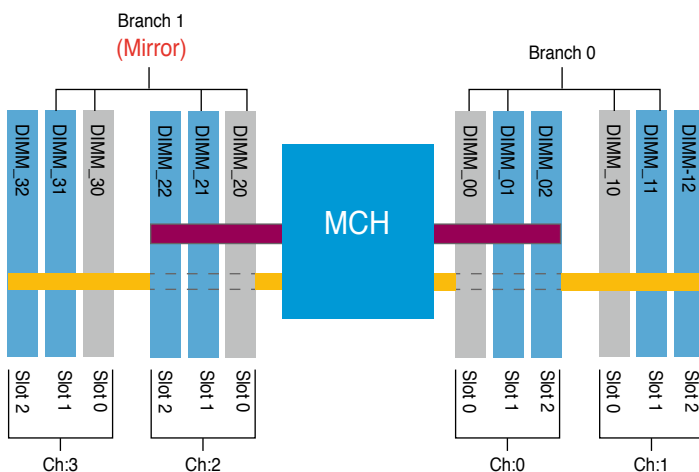 Branch 1
(Mirror)
Branch 0
DIMM_32
DIMM_31
DIMM_30
DIMM_22
DIMM_21
DIMM_20
MCH
DIMM_00
DIMM_01
DIMM_02
DIMM_10
DIMM_11
DIMM-12
Slot 2
Slot 1
Slot 0
Slot 2
Slot 1
Slot 0
Slot 0
Slot 1
Slot 2
Slot 0
Slot 1
Slot 2
Ch:3
Ch:2
Ch:0
Ch:1